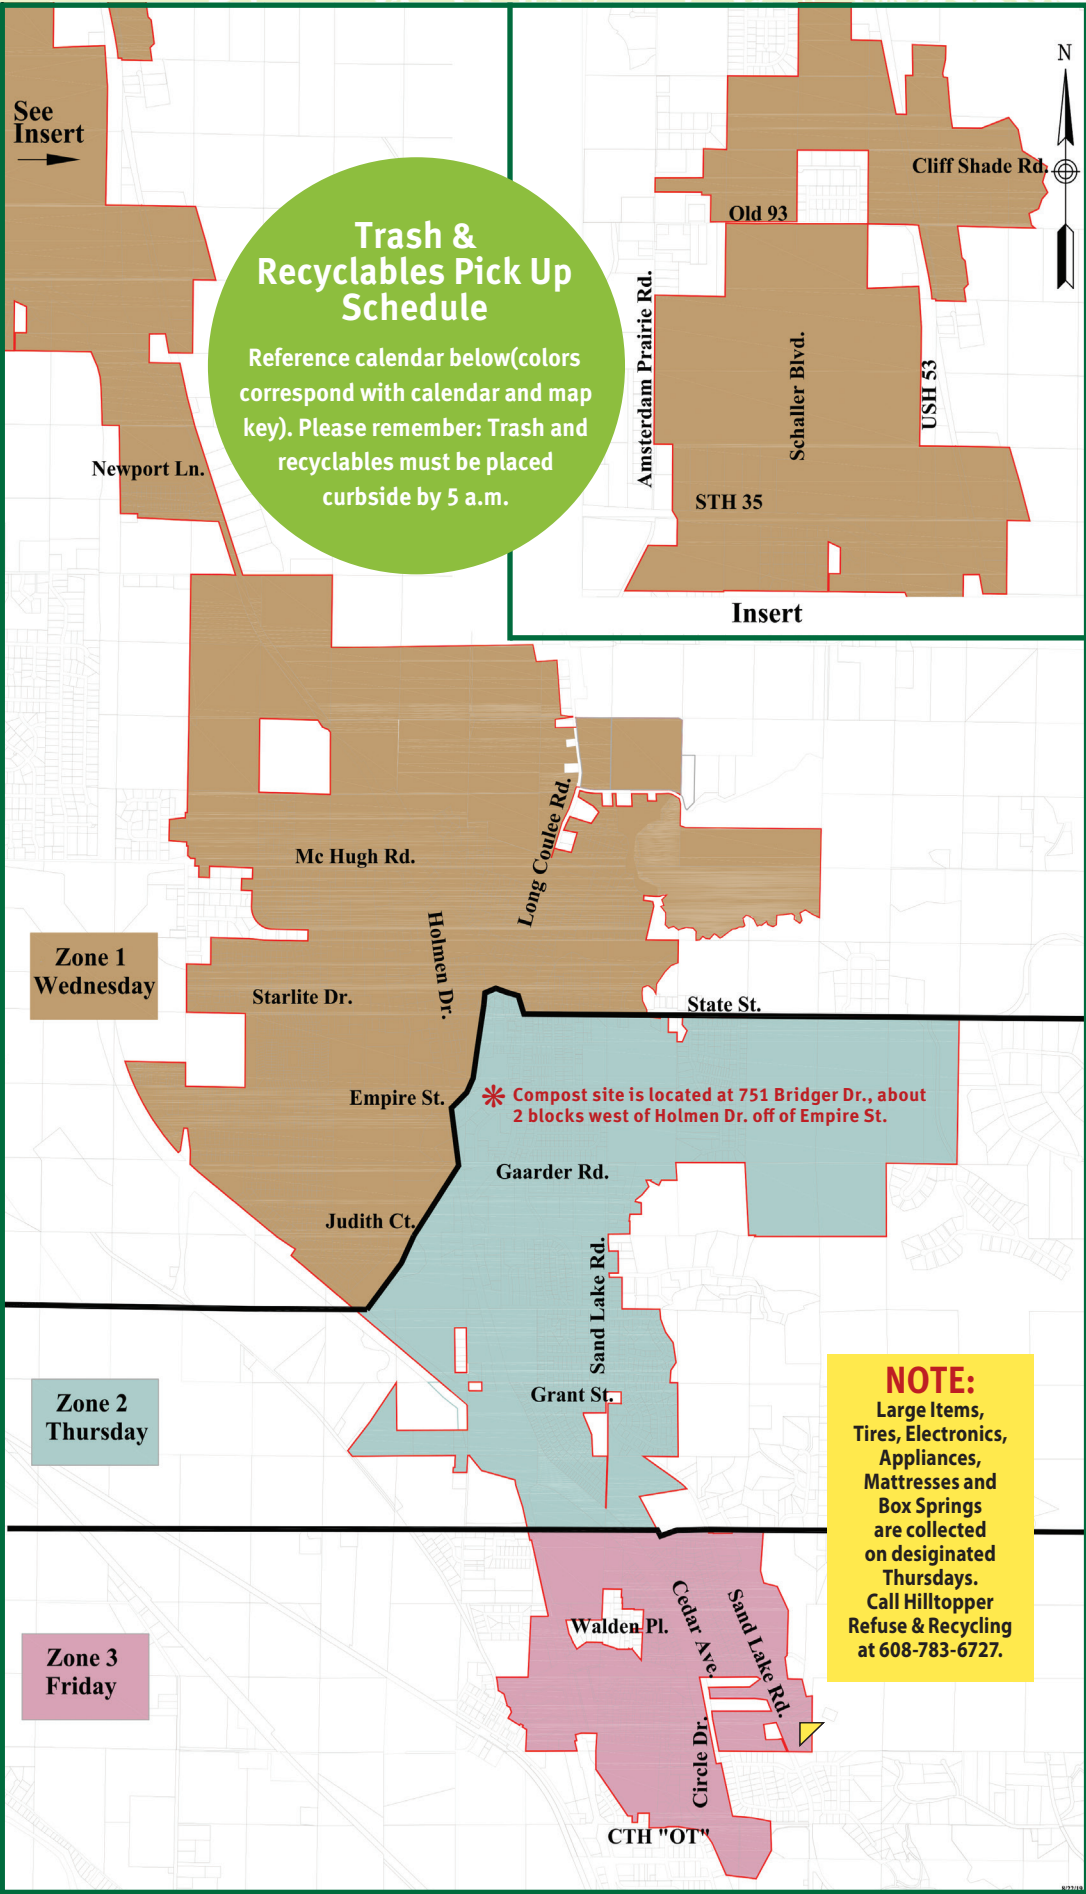 See
Insert
N
Cliff Shade Rd.
Old 93
Amsterdam Prairie Rd.
Schaller Blvd.
USH 53
STH 35
Insert
Trash &
Recyclables Pick Up
Schedule
Reference calendar below(colors
correspond with calendar and map
key). Please remember: Trash and
recyclables must be placed
curbside by 5 a.m.
Newport Ln.
Long Coulee Rd.
Mc Hugh Rd.
Holmen Dr.
Zone 1
Wednesday
Starlite Dr.
State St.
Empire St.
Compost site is located at 751 Bridger Dr., about
2 blocks west of Holmen Dr. off of Empire St.
Gaarder Rd.
Judith Ct.
Sand Lake Rd.
Grant St.
Zone 2
Thursday
NOTE:
Large Items,
Tires, Electronics,
Appliances,
Mattresses and
Box Springs
are collected
on desiginated
Thursdays.
Call Hilltopper
Refuse & Recycling
at 608-783-6727.
Walden Pl.
Cedar Ave.
Sand Lake Rd.
Zone 3
Friday
Circle Dr.
CTH "OT"